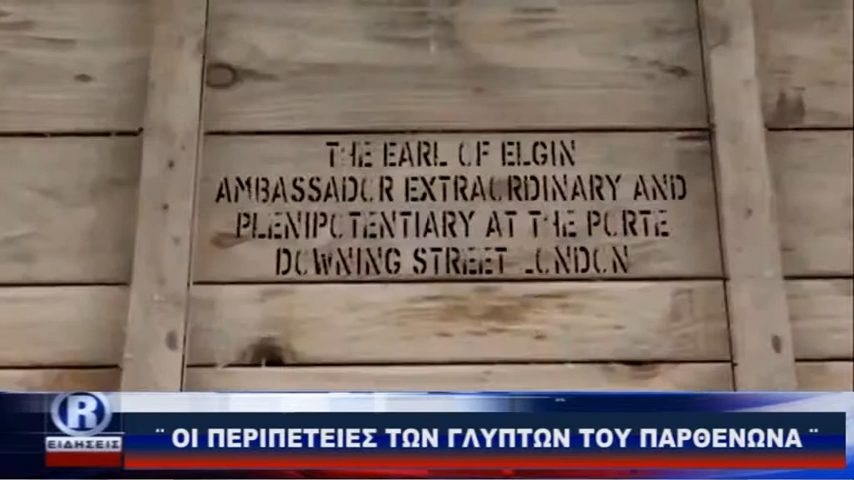 THE EARL OF ELGIN
AMBASSADOR EXTRAORDINARY AND
PLENIPOTENTIARY AT THE PORTE
DOWNING STREET LONDON
R
ΕΙΔΗΣΕΙΣ
¨ ΟΙ ΠΕΡΙΠΕΤΕΙΕΣ ΤΩΝ ΓΛΥΠΤΩΝ ΤΟΥ ΠΑΡΘΕΝΩΝΑ ¨